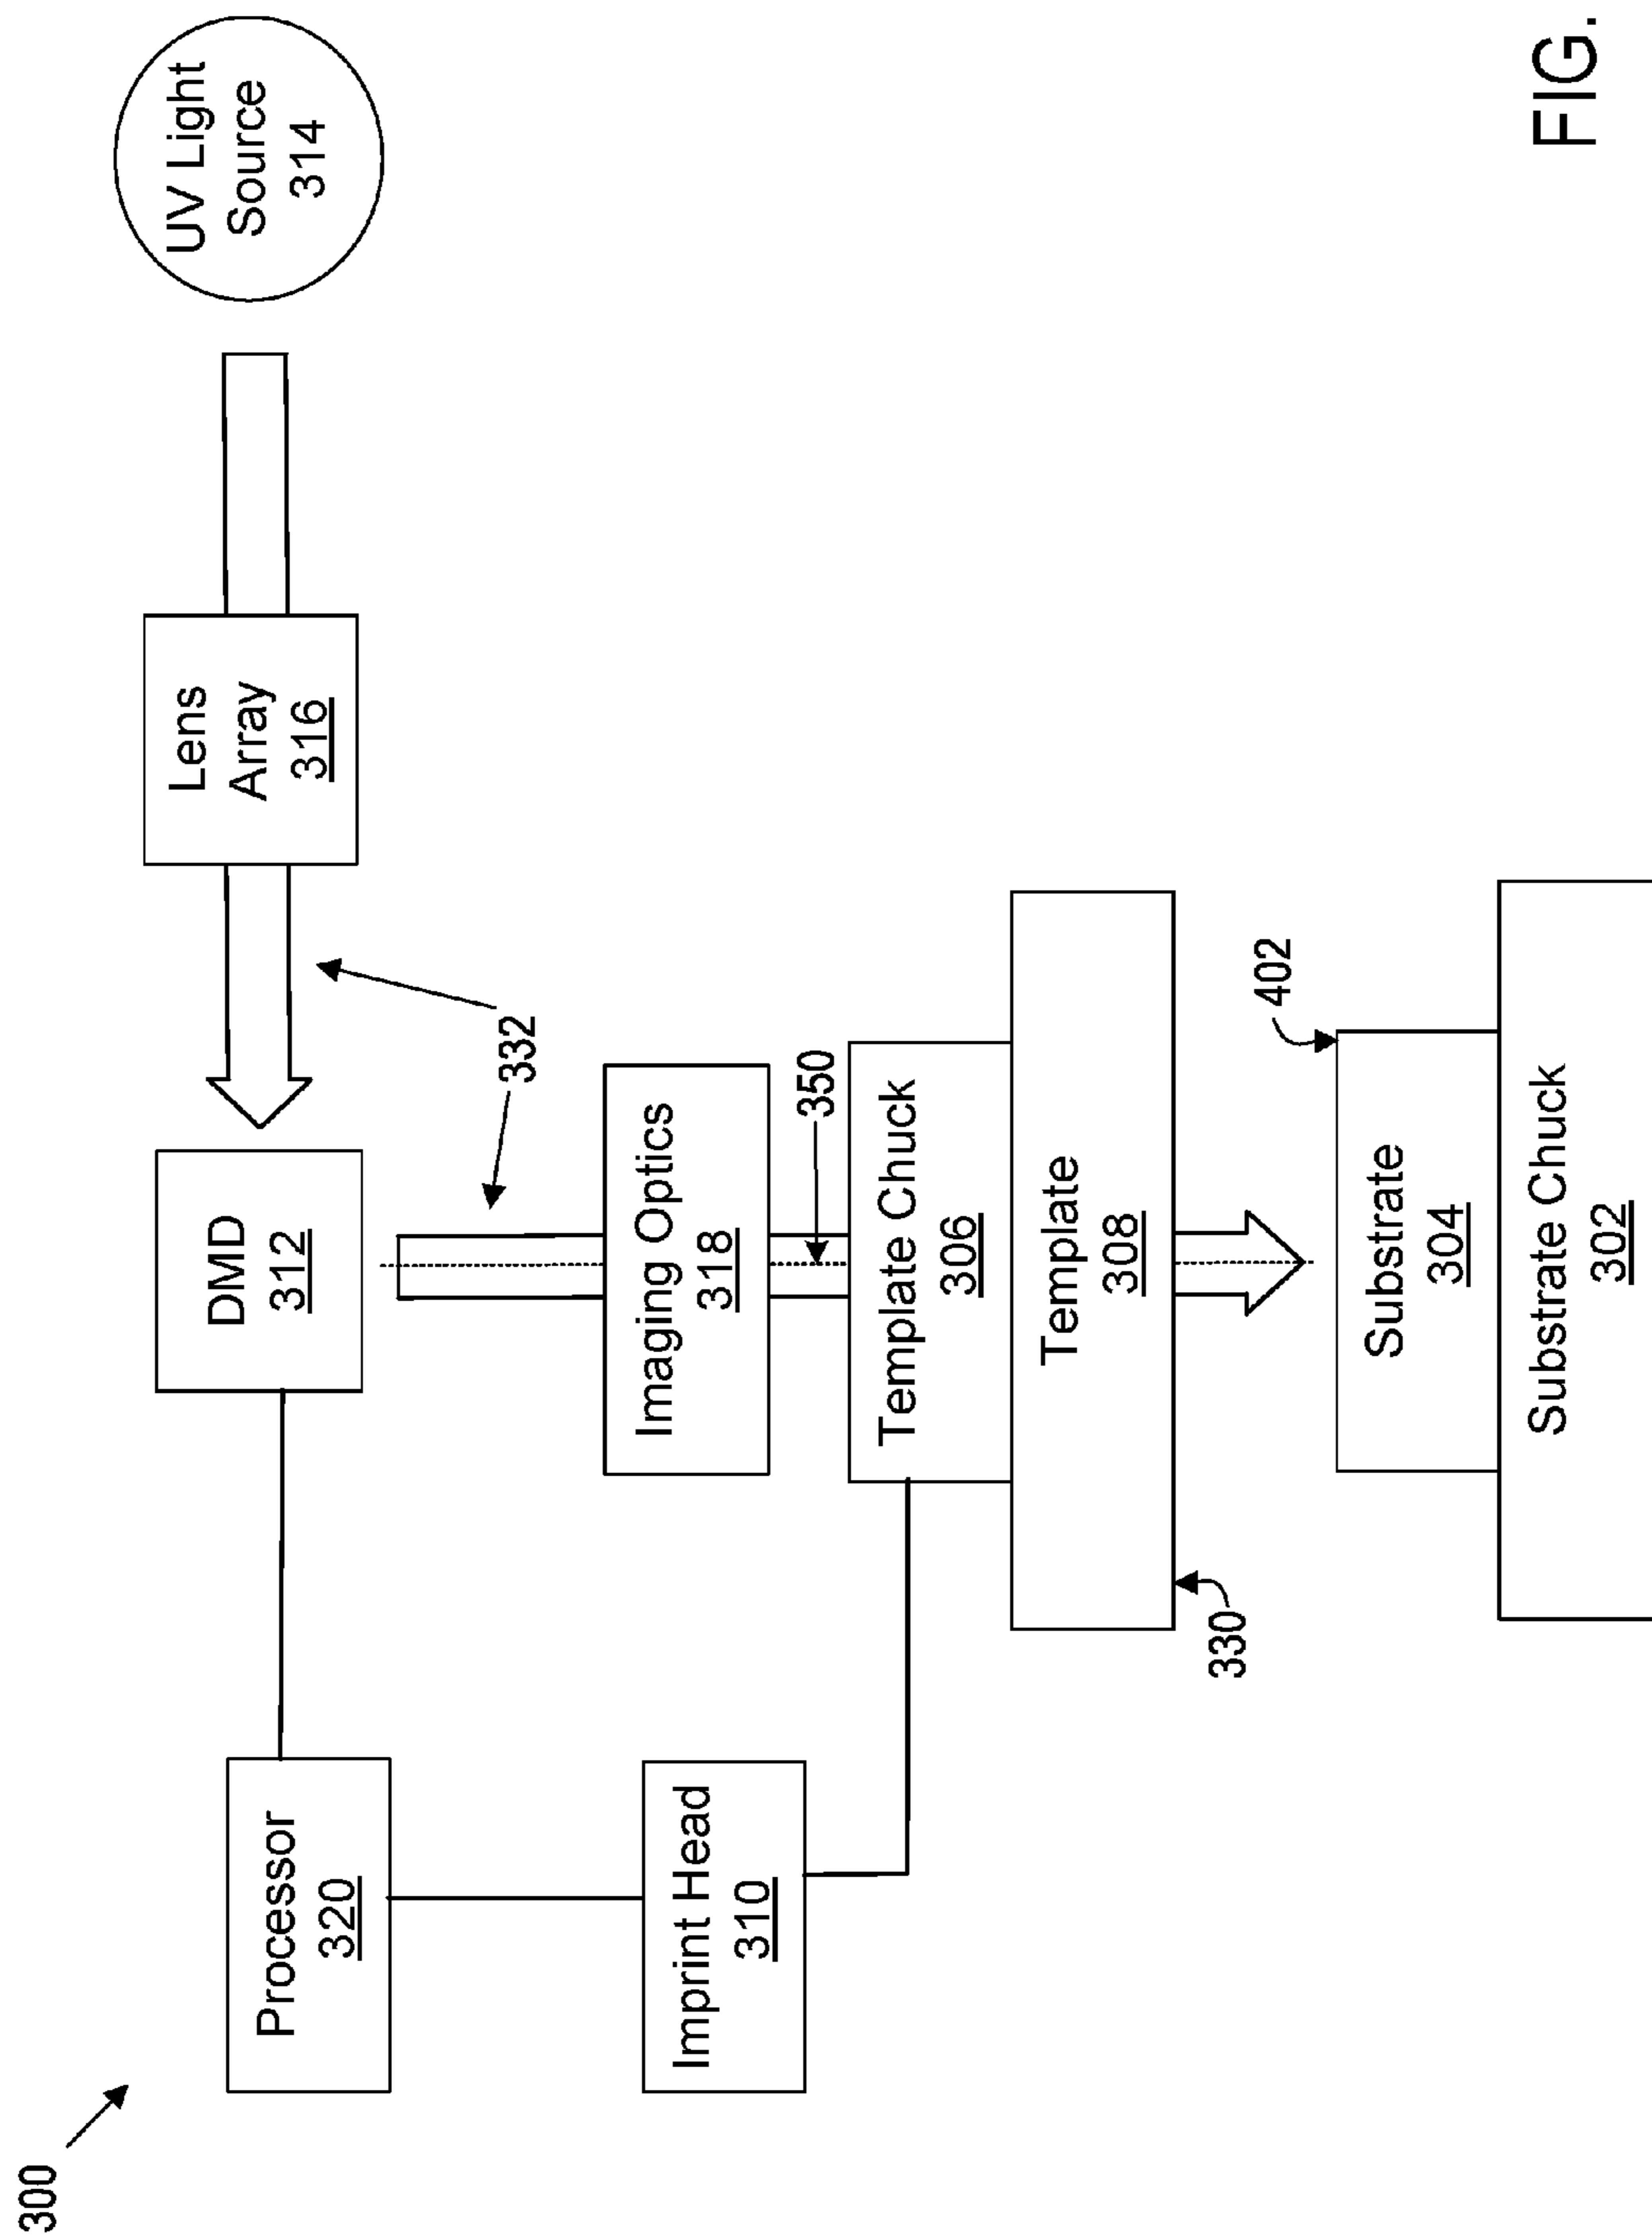 300
Processor
320
DMD
312
Lens
Array
316
UV Light
Source
314
332
Imprint Head
310
Imaging Optics
318
350
Template Chuck
306
Template
308
330
402
Substrate
304
Substrate Chuck
302
FIG.